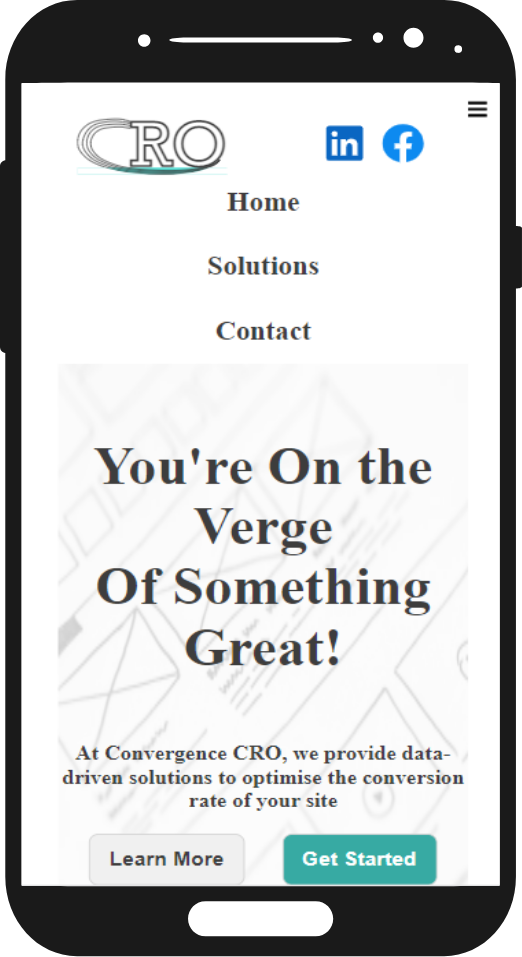 CRO
in f
Home
Solutions
Contact
You're On the
Verge
Of Something
Great!
At Convergence CRO, we provide data-
driven solutions to optimise the conversion
rate of your site
Learn More Get Started